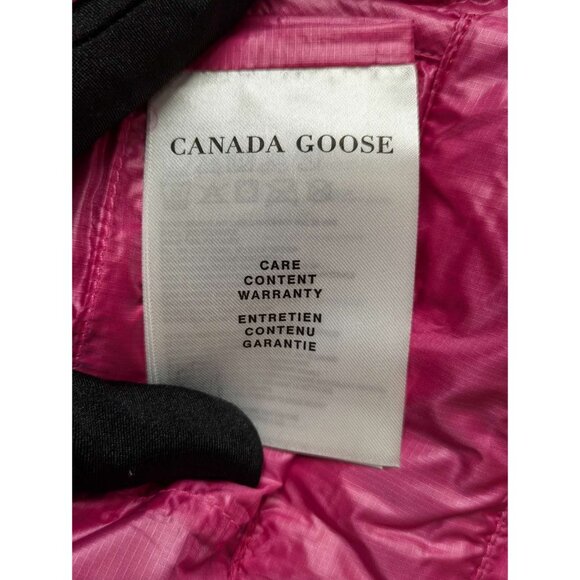 CANADA GOOSE
CARE
CONTENT
WARRANTY
ENTRETIEN
CONTENU
GARANTIE